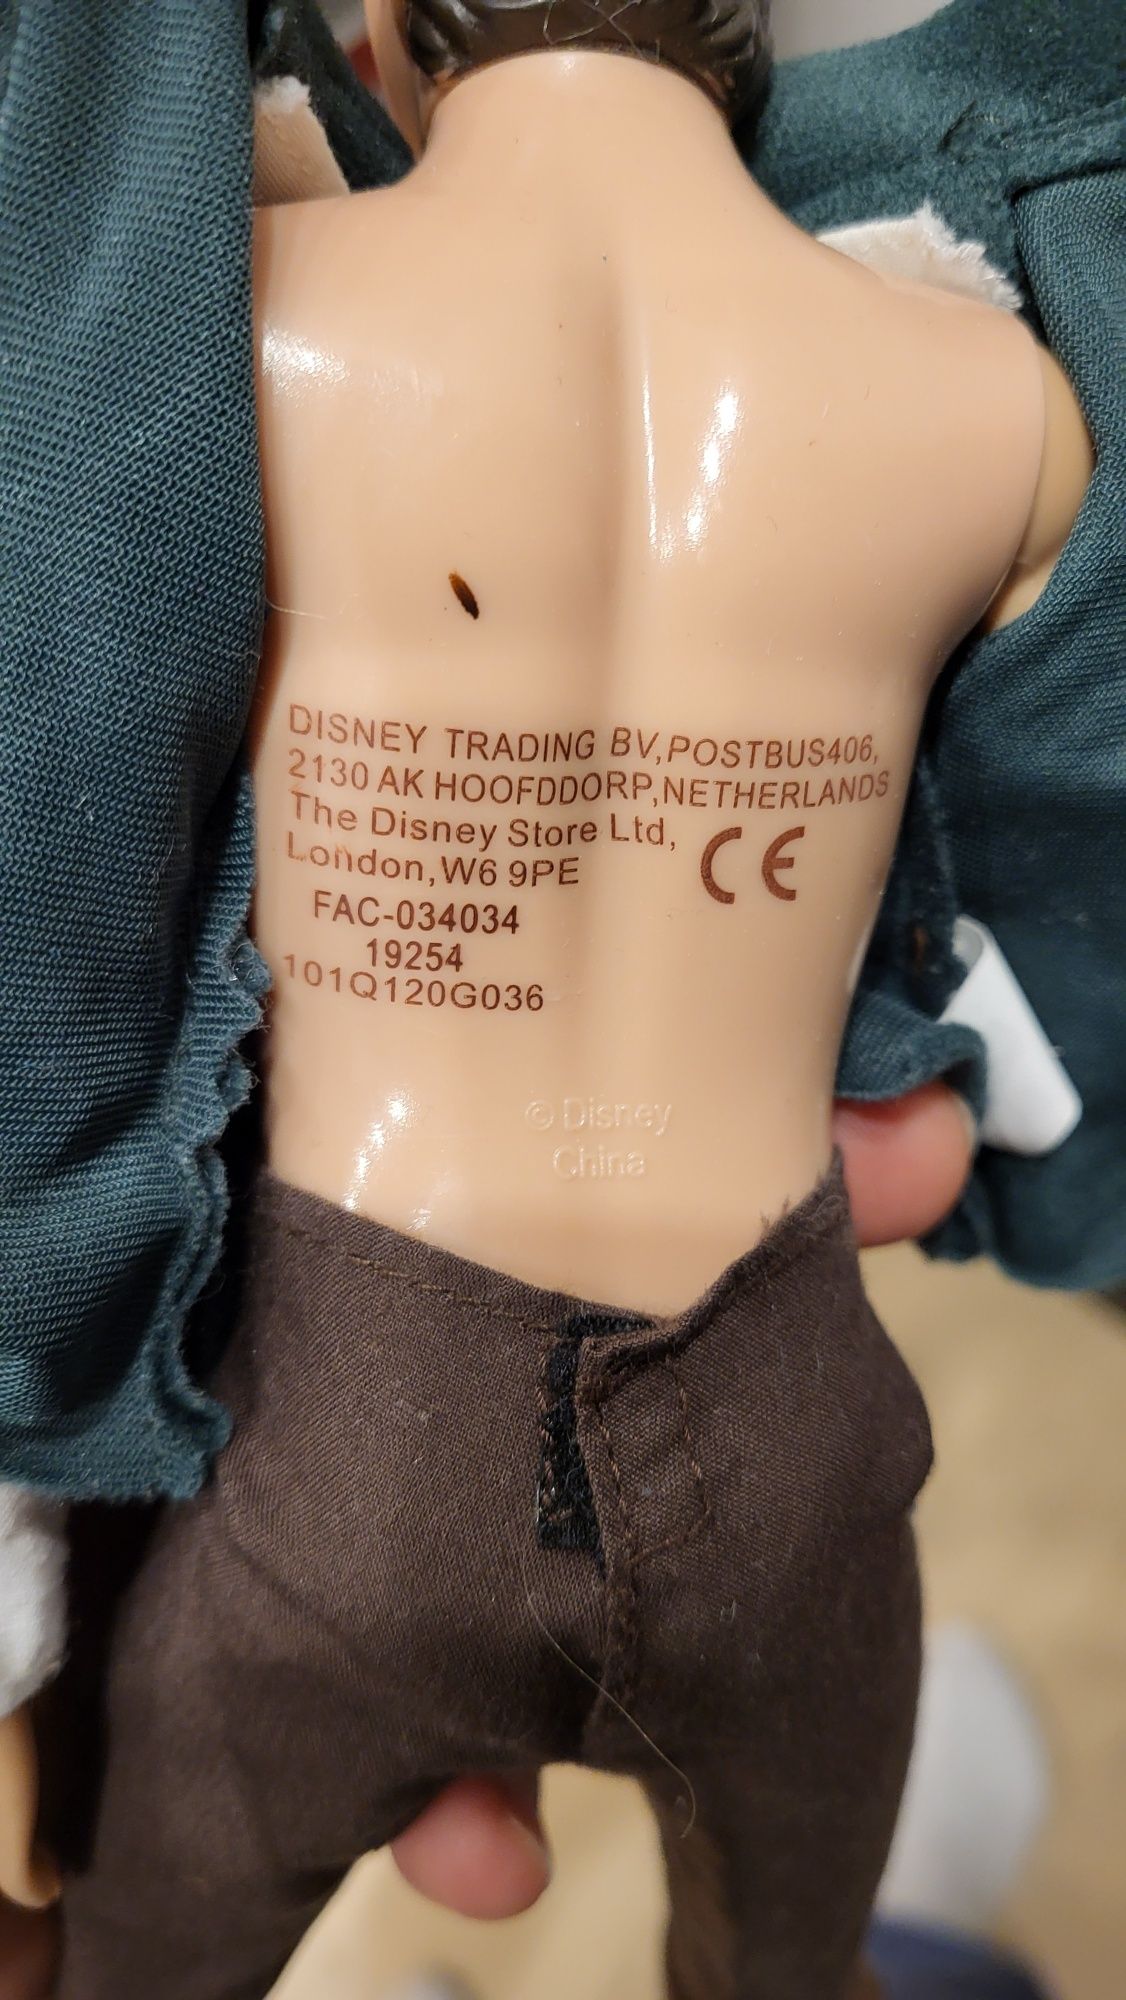 DISNEY TRADING BV,POSTBUS406,
2130 AK HOOFDDORP,NETHERLANDS
The Disney Store Ltd,
London,W6 9PE
CE
FAC-034034
19254
101Q120G036
© Disney
China